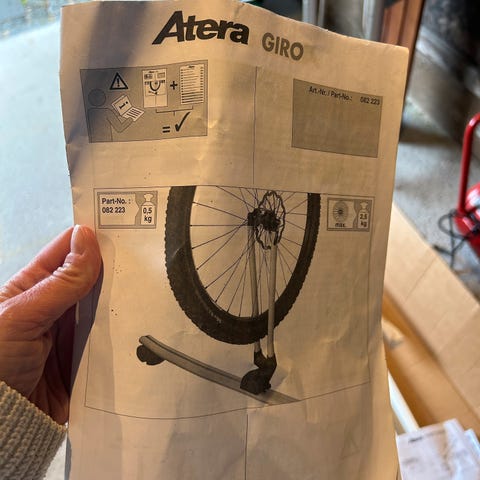 Atera GIRO
Art.-Nr. / Part-No.: 082 223
Part-No. :
082 223
0,5
kg
max.
2,5
kg